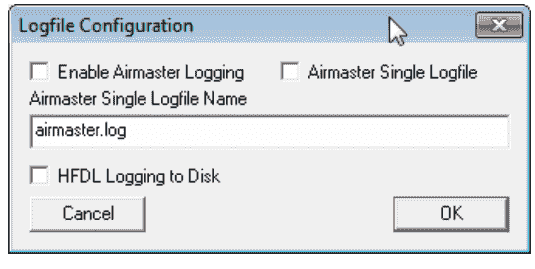 Logfile Configuration
Enable Airmaster Logging Airmaster Single Logfile
Airmaster Single Logfile Name
airmaster.log
HFDL Logging to Disk
Cancel OK